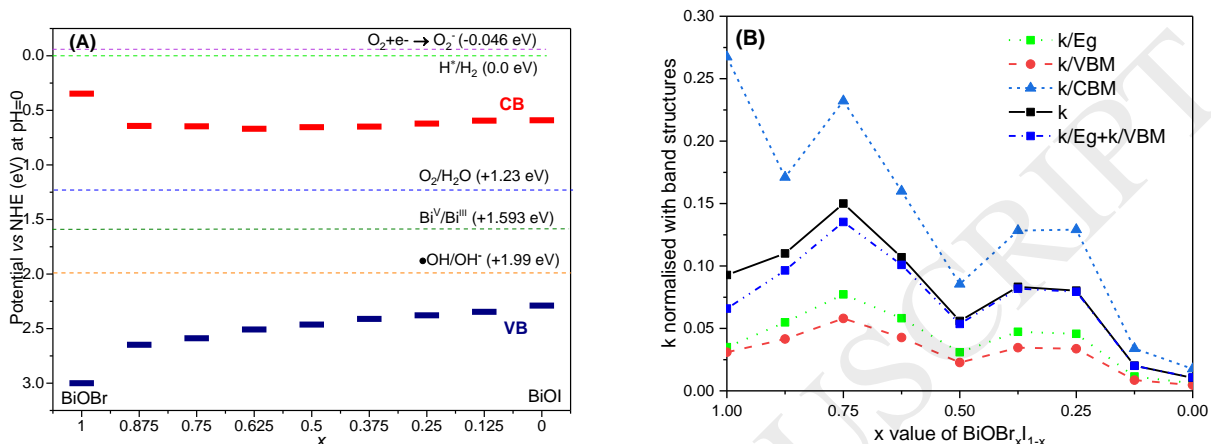 (A)
O₂+e- → O₂⁻ (-0.046 eV)
H⁺/H₂ (0.0 eV)
CB
O₂/H₂O (+1.23 eV)
Biⱽ/Biᴵᴵᴵ (+1.593 eV)
●OH/OH⁻ (+1.99 eV)
VB
BiOBr
BiOI
0.0
0.5
1.0
1.5
2.0
2.5
3.0
Potential vs NHE (eV) at pH=0
1 0.875 0.75 0.625 0.5 0.375 0.25 0.125 0
x
(B)
k/Eg
k/VBM
k/CBM
k
k/Eg+k/VBM
0.30
0.25
0.20
0.15
0.10
0.05
0.00
k normalised with band structures
1.00 0.75 0.50 0.25 0.00
x value of BiOBrₓI₁₋ₓ
USCRIPT